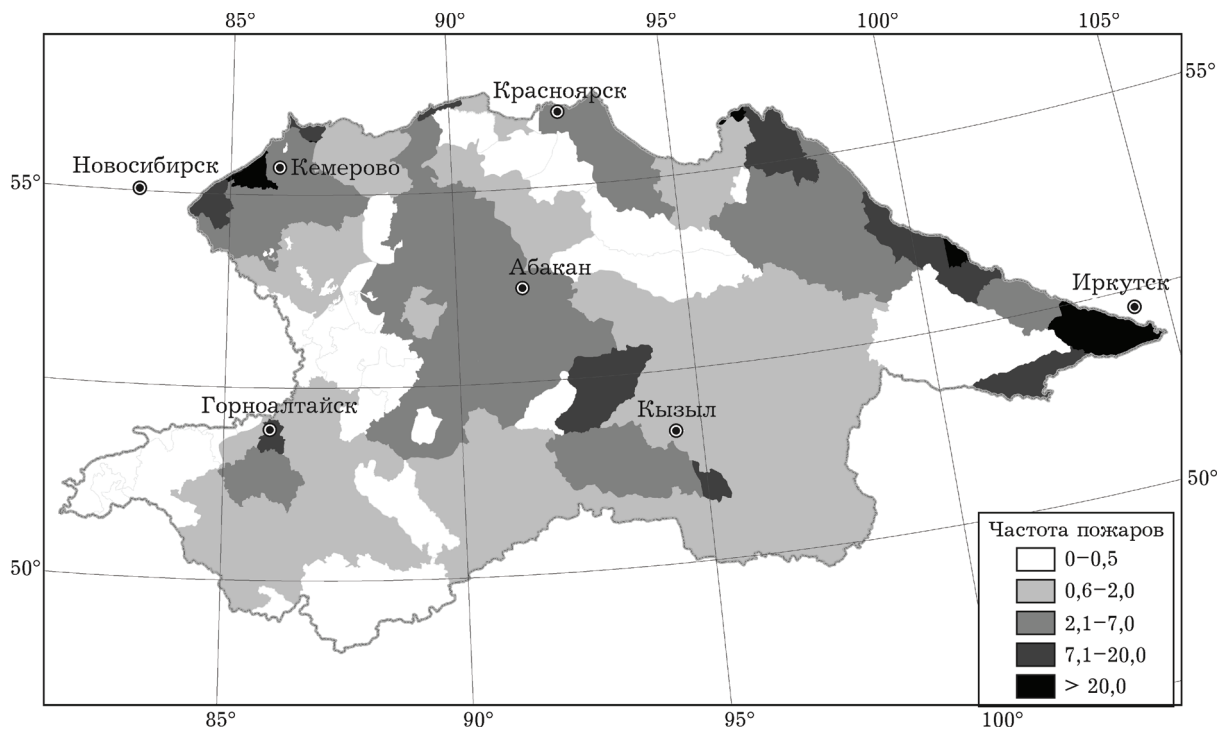 85° 90° 95° 100° 105°
55°
Красноярск
Новосибирск
Кемерово
55°
Абакан
Иркутск
Горноалтайск
Кызыл
50°
50°
Частота пожаров
0–0,5
0,6–2,0
2,1–7,0
7,1–20,0
> 20,0
85° 90° 95° 100°